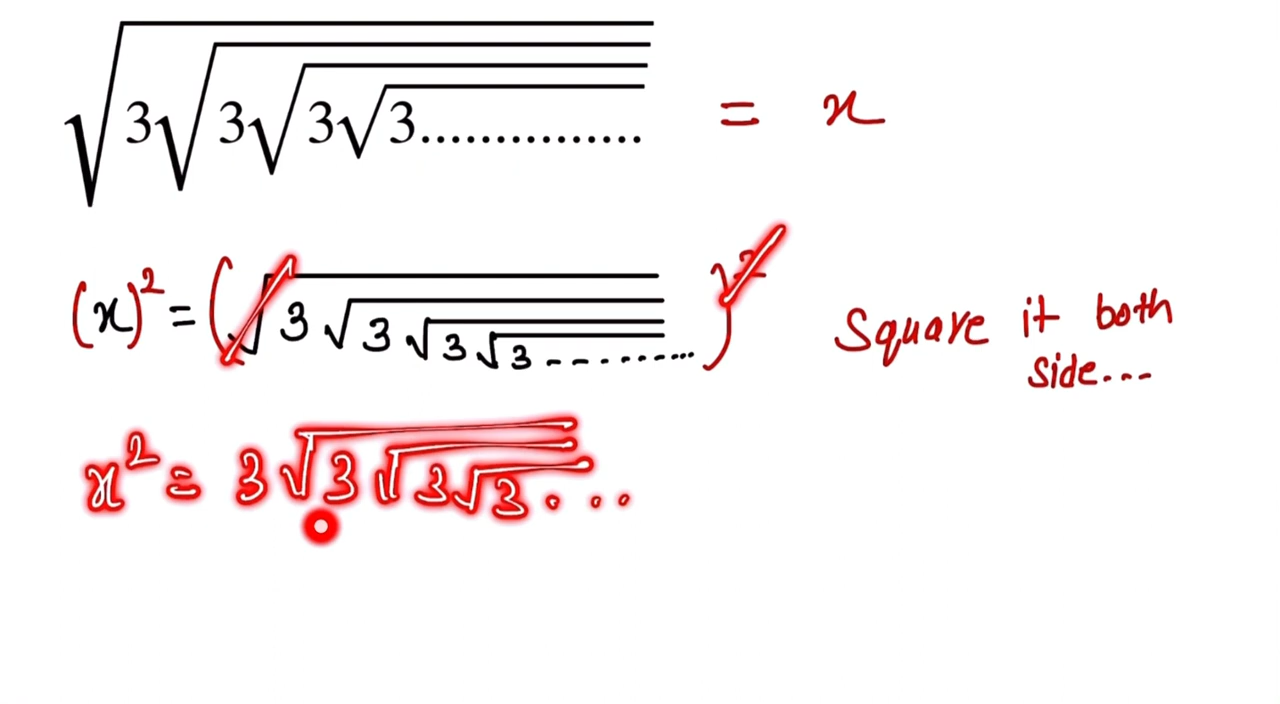 √3√3√3√3............... = x
(x)² = (√3√3√3√3- - - - ......)²
Square it both
side...
x² = 3√3√3√3...